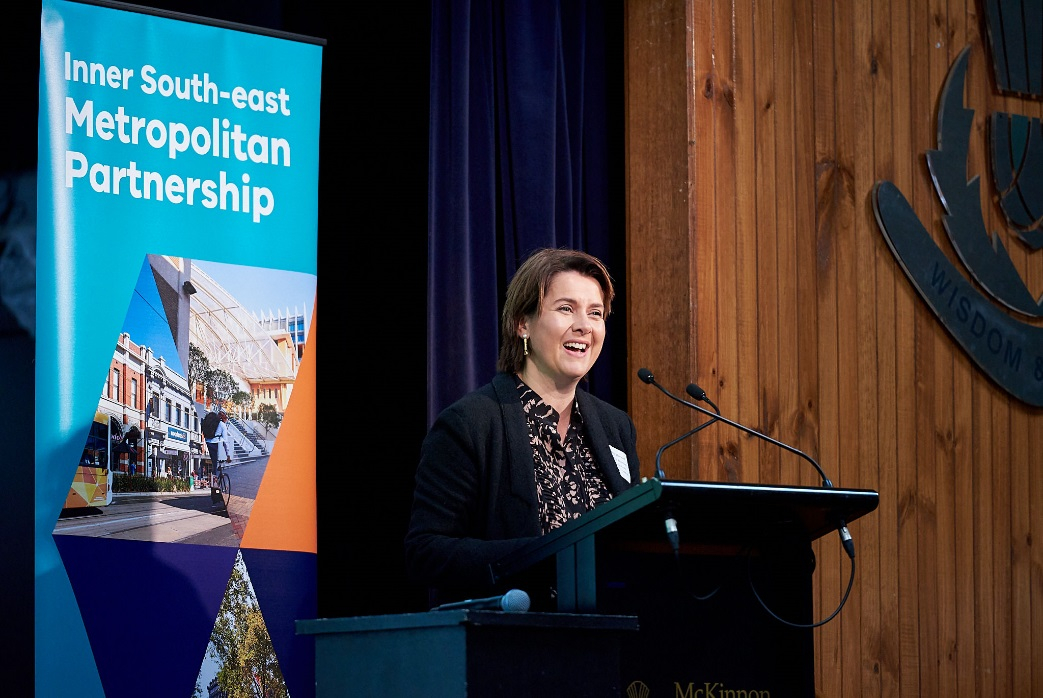 Inner South-east
Metropolitan
Partnership
WISDOM
McKinnon